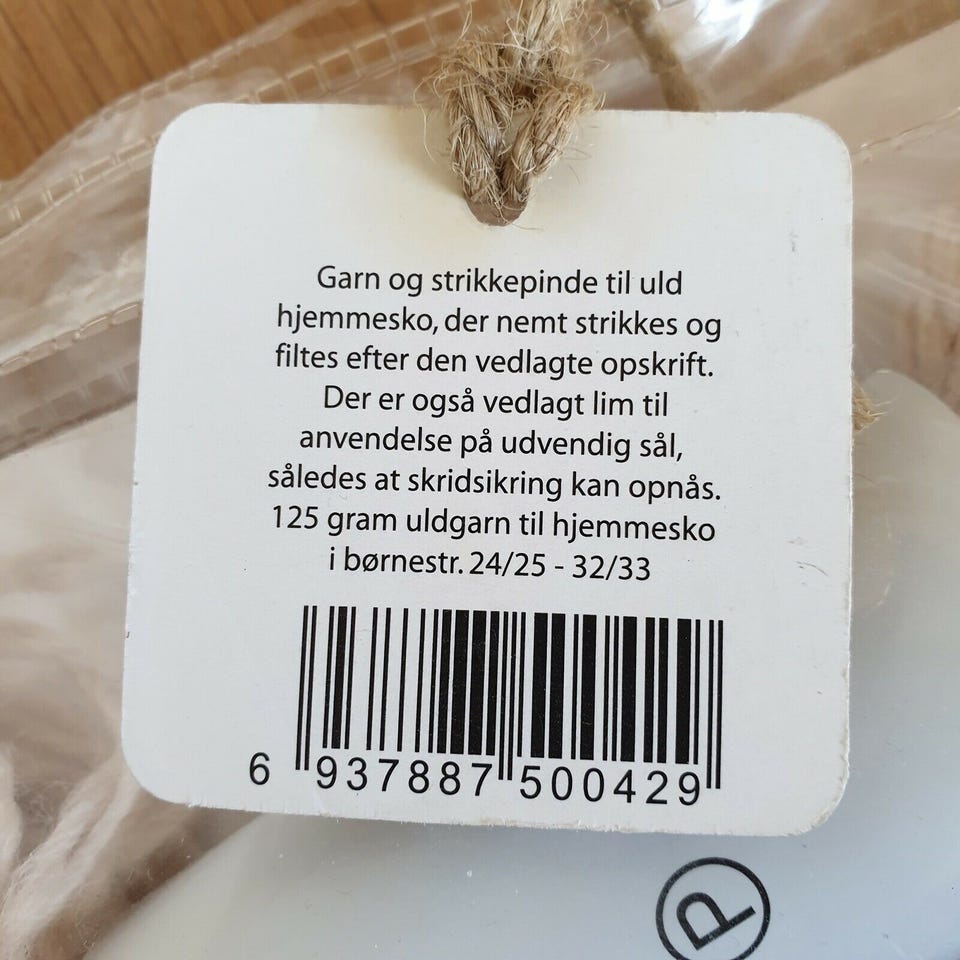 Garn og strikkepinde til uld
hjemmesko, der nemt strikkes og
filtes efter den vedlagte opskrift.
Der er også vedlagt lim til
anvendelse på udvendig sål,
således at skridsikring kan opnås.
125 gram uldgarn til hjemmesko
i børnestr. 24/25 - 32/33
6 937887 500429
P